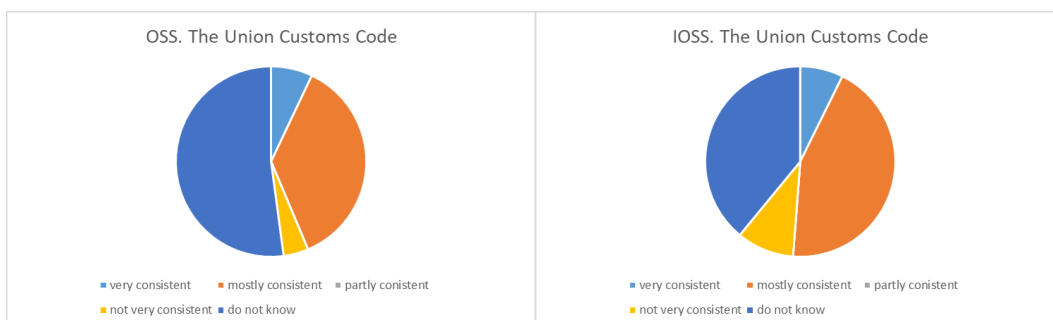 OSS. The Union Customs Code
very consistent mostly consistent partly conistent
not very consistent do not know
IOSS. The Union Customs Code
very consistent mostly consistent partly conistent
not very consistent do not know